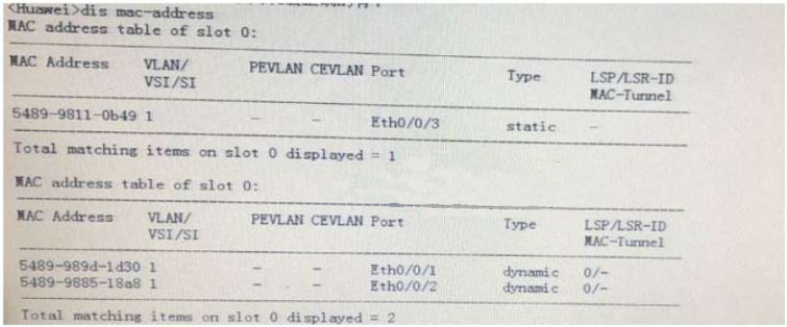 <Huawei>dis mac-address
MAC address table of slot 0:
MAC Address VLAN/ PEVLAN CEVLAN Port Type LSP/LSR-ID
VSI/SI MAC-Tunnel
5489-9811-0b49 1 - - Eth0/0/3 static -
Total matching items on slot 0 displayed = 1
MAC address table of slot 0:
MAC Address VLAN/ PEVLAN CEVLAN Port Type LSP/LSR-ID
VSI/SI MAC-Tunnel
5489-989d-1d30 1 - - Eth0/0/1 dynamic 0/-
5489-9885-18a8 1 - - Eth0/0/2 dynamic 0/-
Total matching items on slot 0 displayed = 2